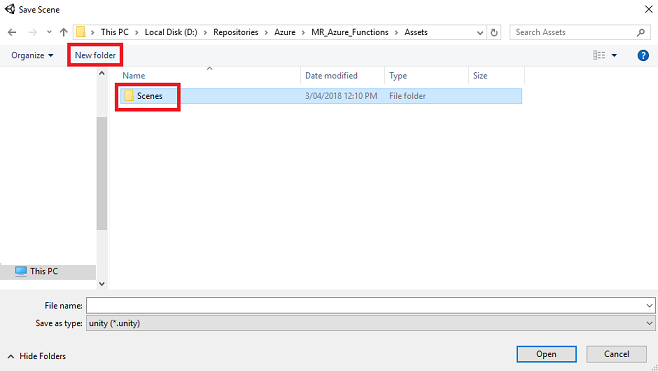 Save Scene
This PC > Local Disk (D:) > Repositories > Azure > MR_Azure_Functions > Assets
Search Assets
Organize New folder
?
Name Date modified Type Size
Scenes 3/04/2018 12:10 PM File folder
This PC
File name:
Save as type: unity (*.unity)
Hide Folders Open Cancel